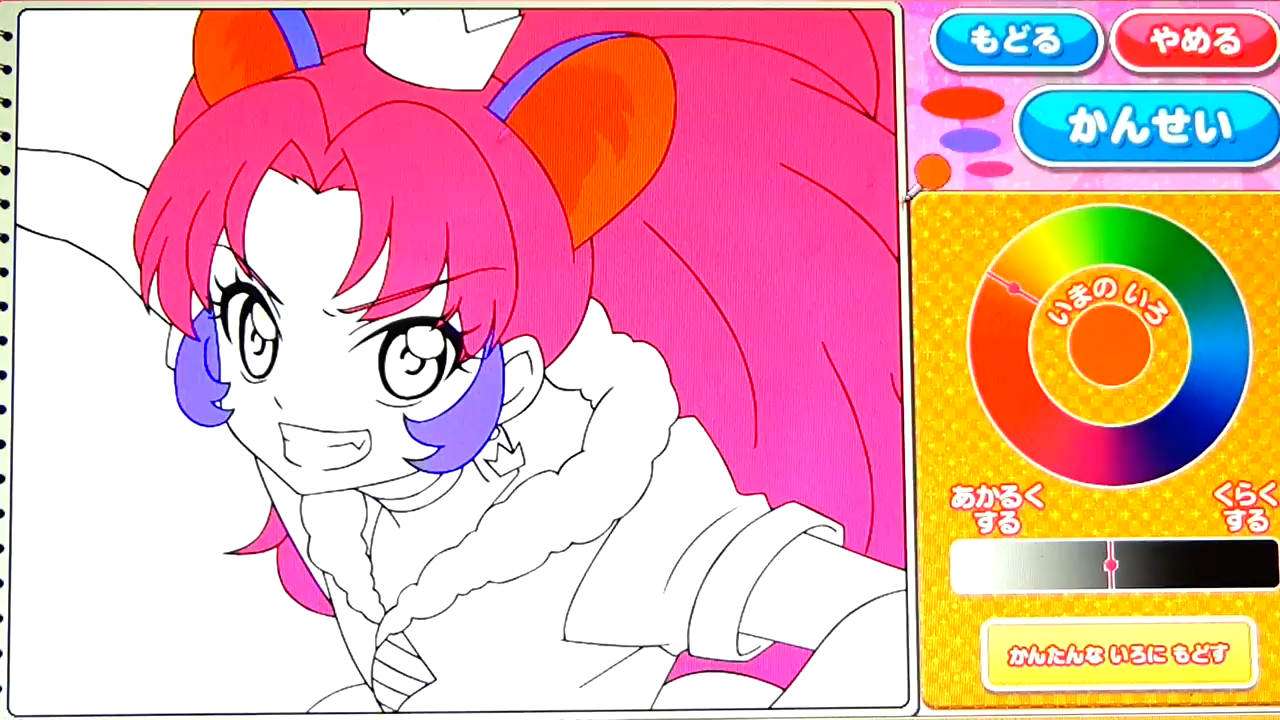 もどる
やめる
かんせい
いまの いろ
あかるく
する
くらく
する
かんたんな いろに もどす